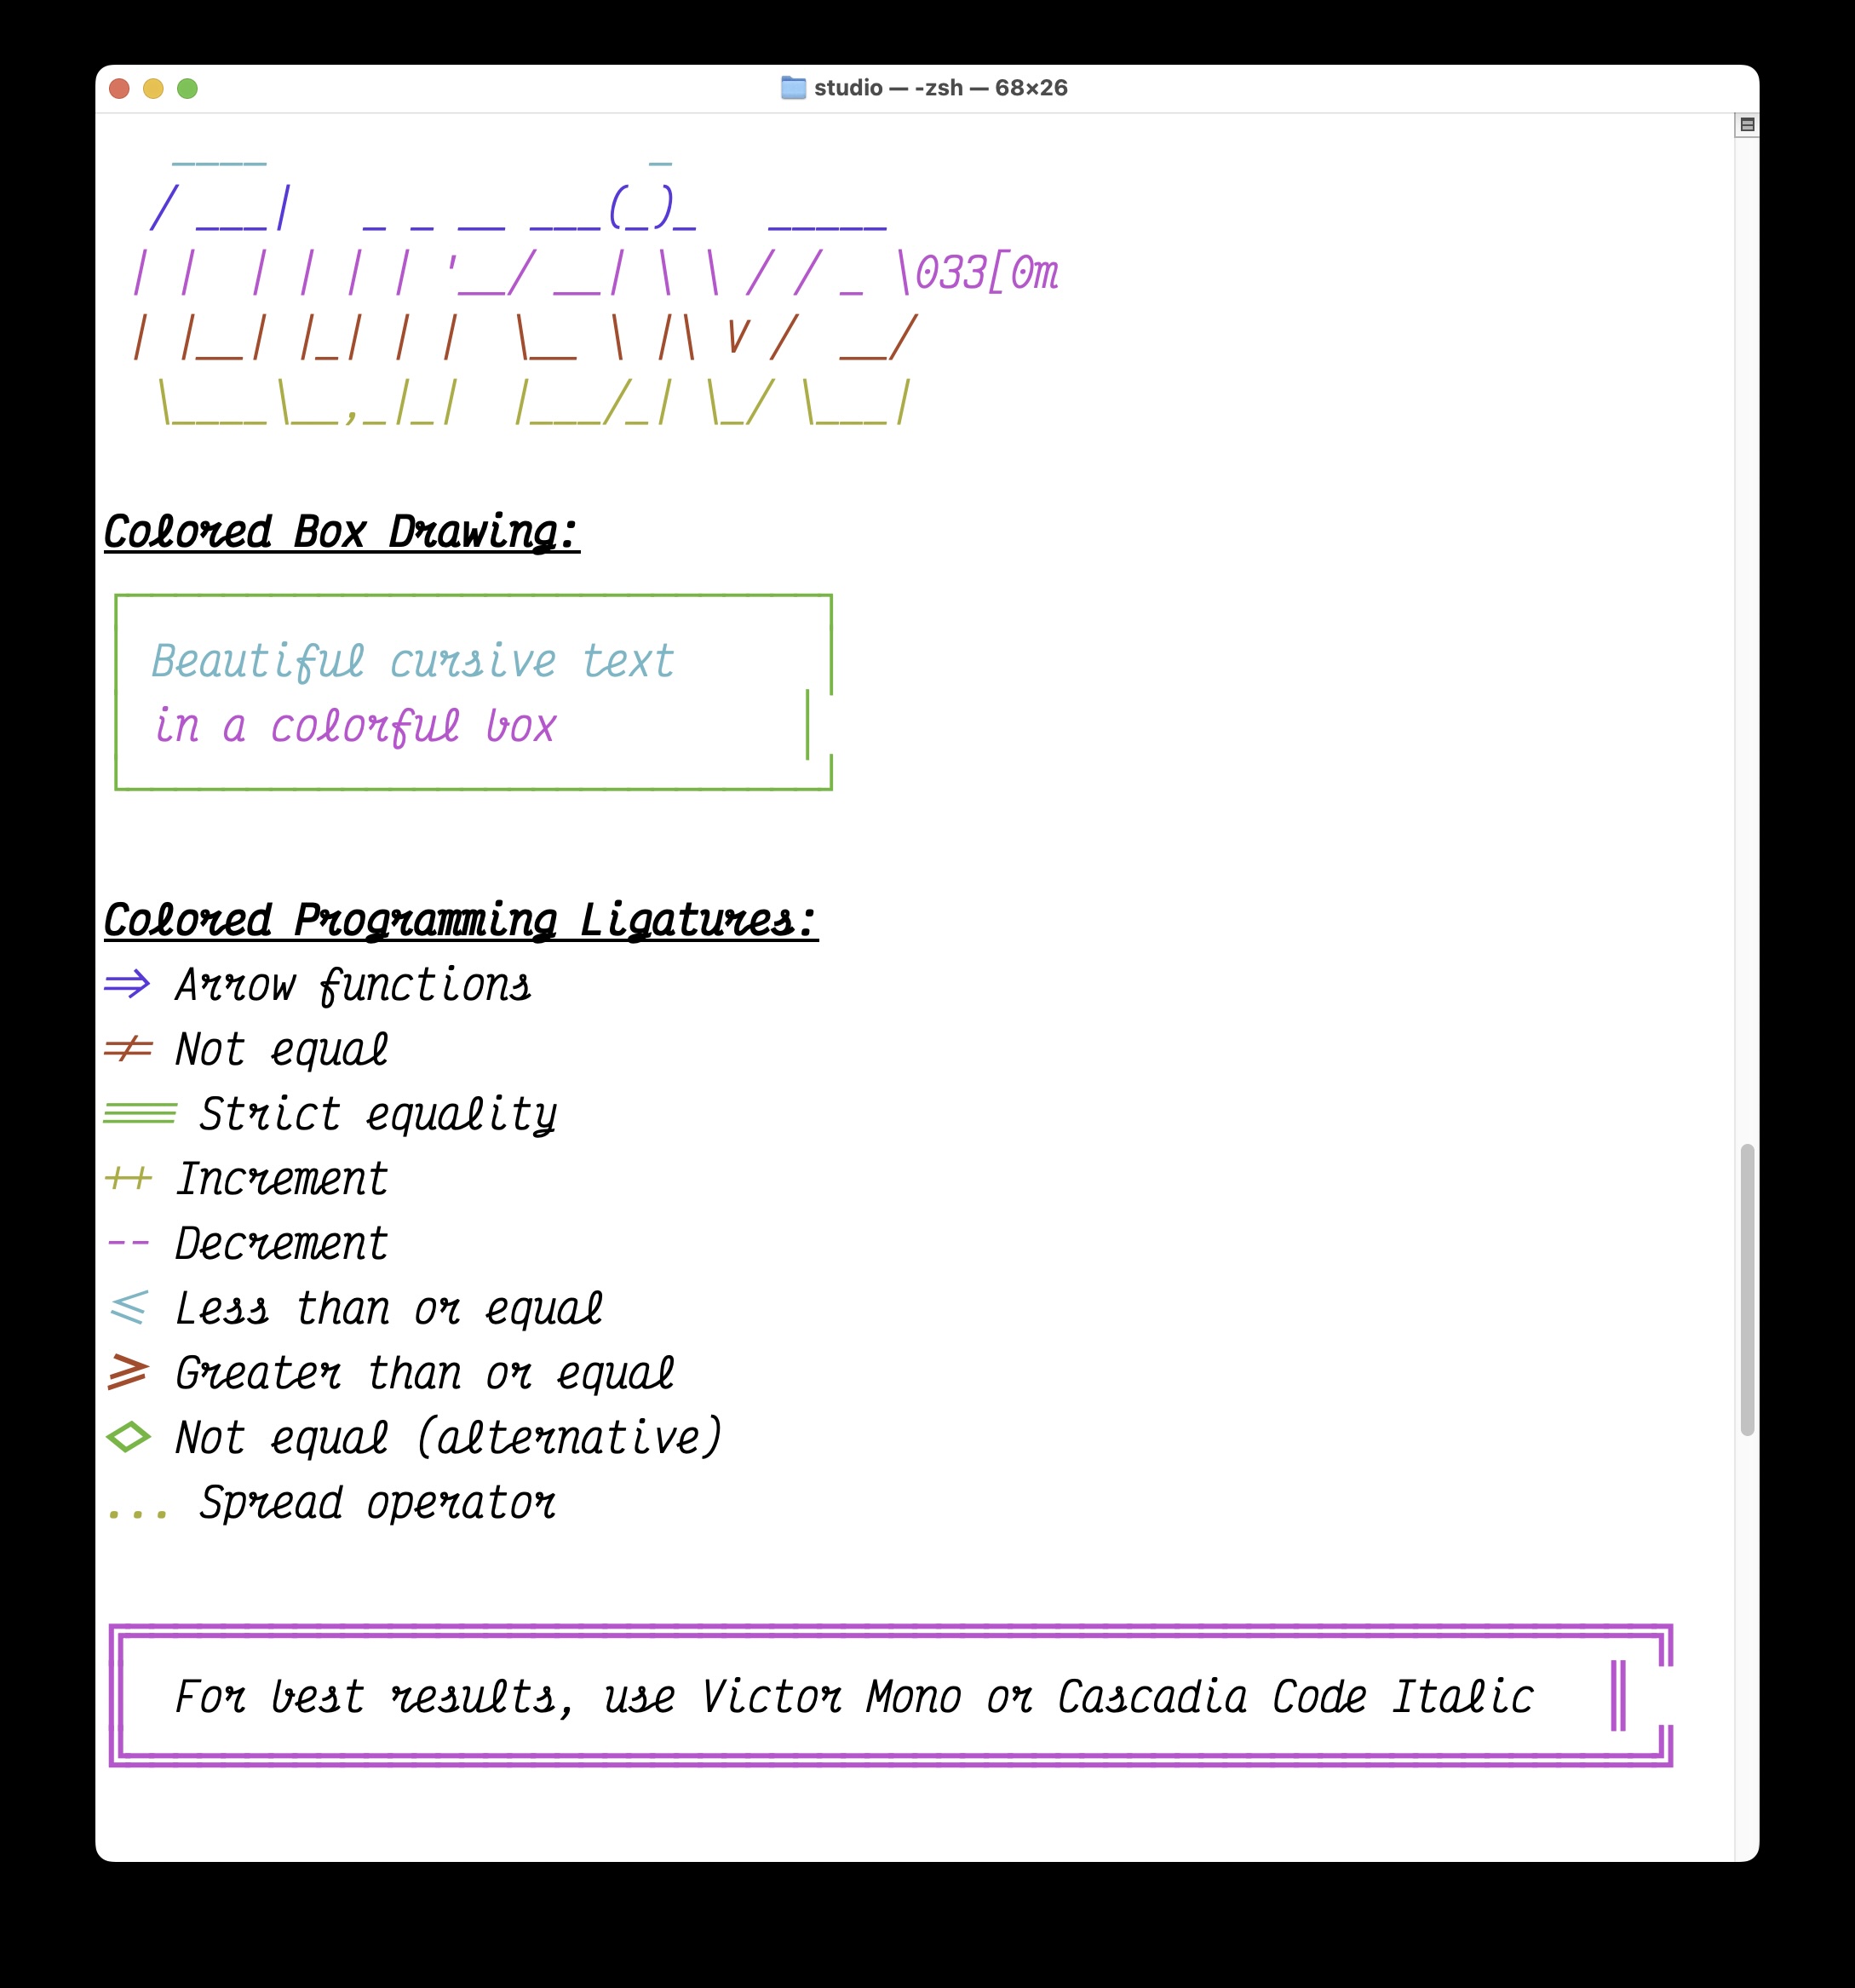 studio — -zsh — 68×26
   ____                _
  / ___|   _ _ __ ___(_)_   _____
 | |  | | | | '__/ __| \ \ / / _ \033[0m
 | |__| |_| | |  \__ \ |\ V /  __/
  \____\__,_|_|  |___/_| \_/ \___|
Colored Box Drawing:
Beautiful cursive text
in a colorful box
Colored Programming Ligatures:
=> Arrow functions
!= Not equal
=== Strict equality
++ Increment
-- Decrement
<= Less than or equal
>= Greater than or equal
<> Not equal (alternative)
... Spread operator
For best results, use Victor Mono or Cascadia Code Italic